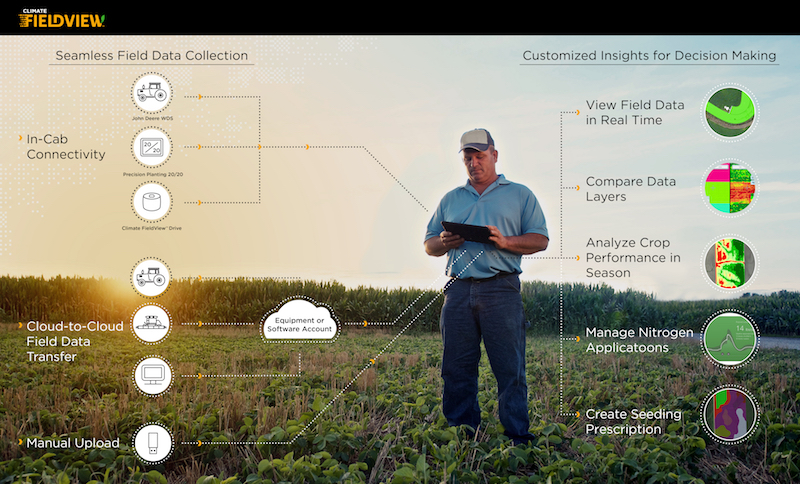 CLIMATE
FIELDVIEW
Seamless Field Data Collection
Customized Insights for Decision Making
John Deere WDS
In-Cab
Connectivity
20/20
Precision Planting 20/20
Climate FieldView™ Drive
Cloud-to-Cloud
Field Data
Transfer
Equipment or
Software Account
Manual Upload
View Field Data
in Real Time
Compare Data
Layers
Analyze Crop
Performance in
Season
Manage Nitrogen
Applicatoons
Create Seeding
Prescription